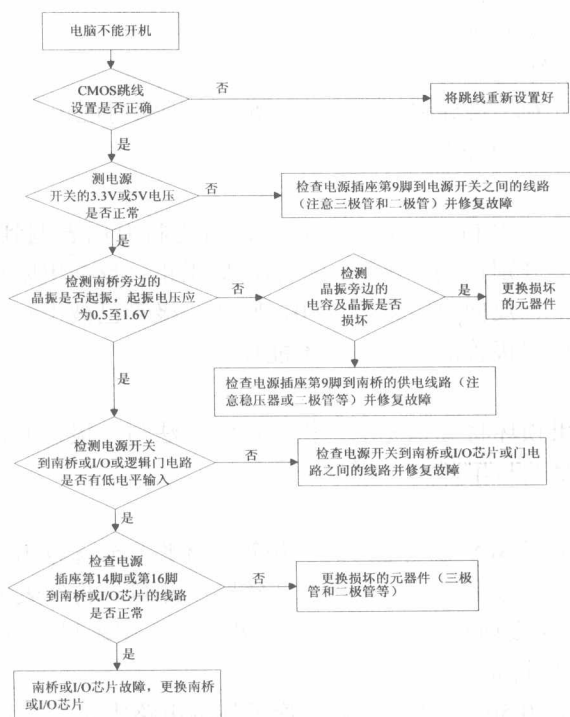 电脑不能开机
CMOS跳线
设置是否正确
否
将跳线重新设置好
是
测电源
开关的3.3V或5V电压
是否正常
否
检查电源插座第9脚到电源开关之间的线路
（注意三极管和二极管）并修复故障
是
检测南桥旁边的
晶振是否起振，起振电压应
为0.5至1.6V
否
检测
晶振旁边的
电容及晶振是否
损坏
是
更换损坏
的元器件
检查电源插座第9脚到南桥的供电线路（注
意稳压器或二极管等）并修复故障
是
检测电源开关
到南桥或I/O或逻辑门电路
是否有低电平输入
否
检查电源开关到南桥或I/O芯片或门电
路之间的线路并修复故障
是
检查电源
插座第14脚或第16脚
到南桥或I/O芯片的线路
是否正常
否
更换损坏的元器件（三极
管和二极管等）
是
南桥或I/O芯片故障，更换南桥
或I/O芯片